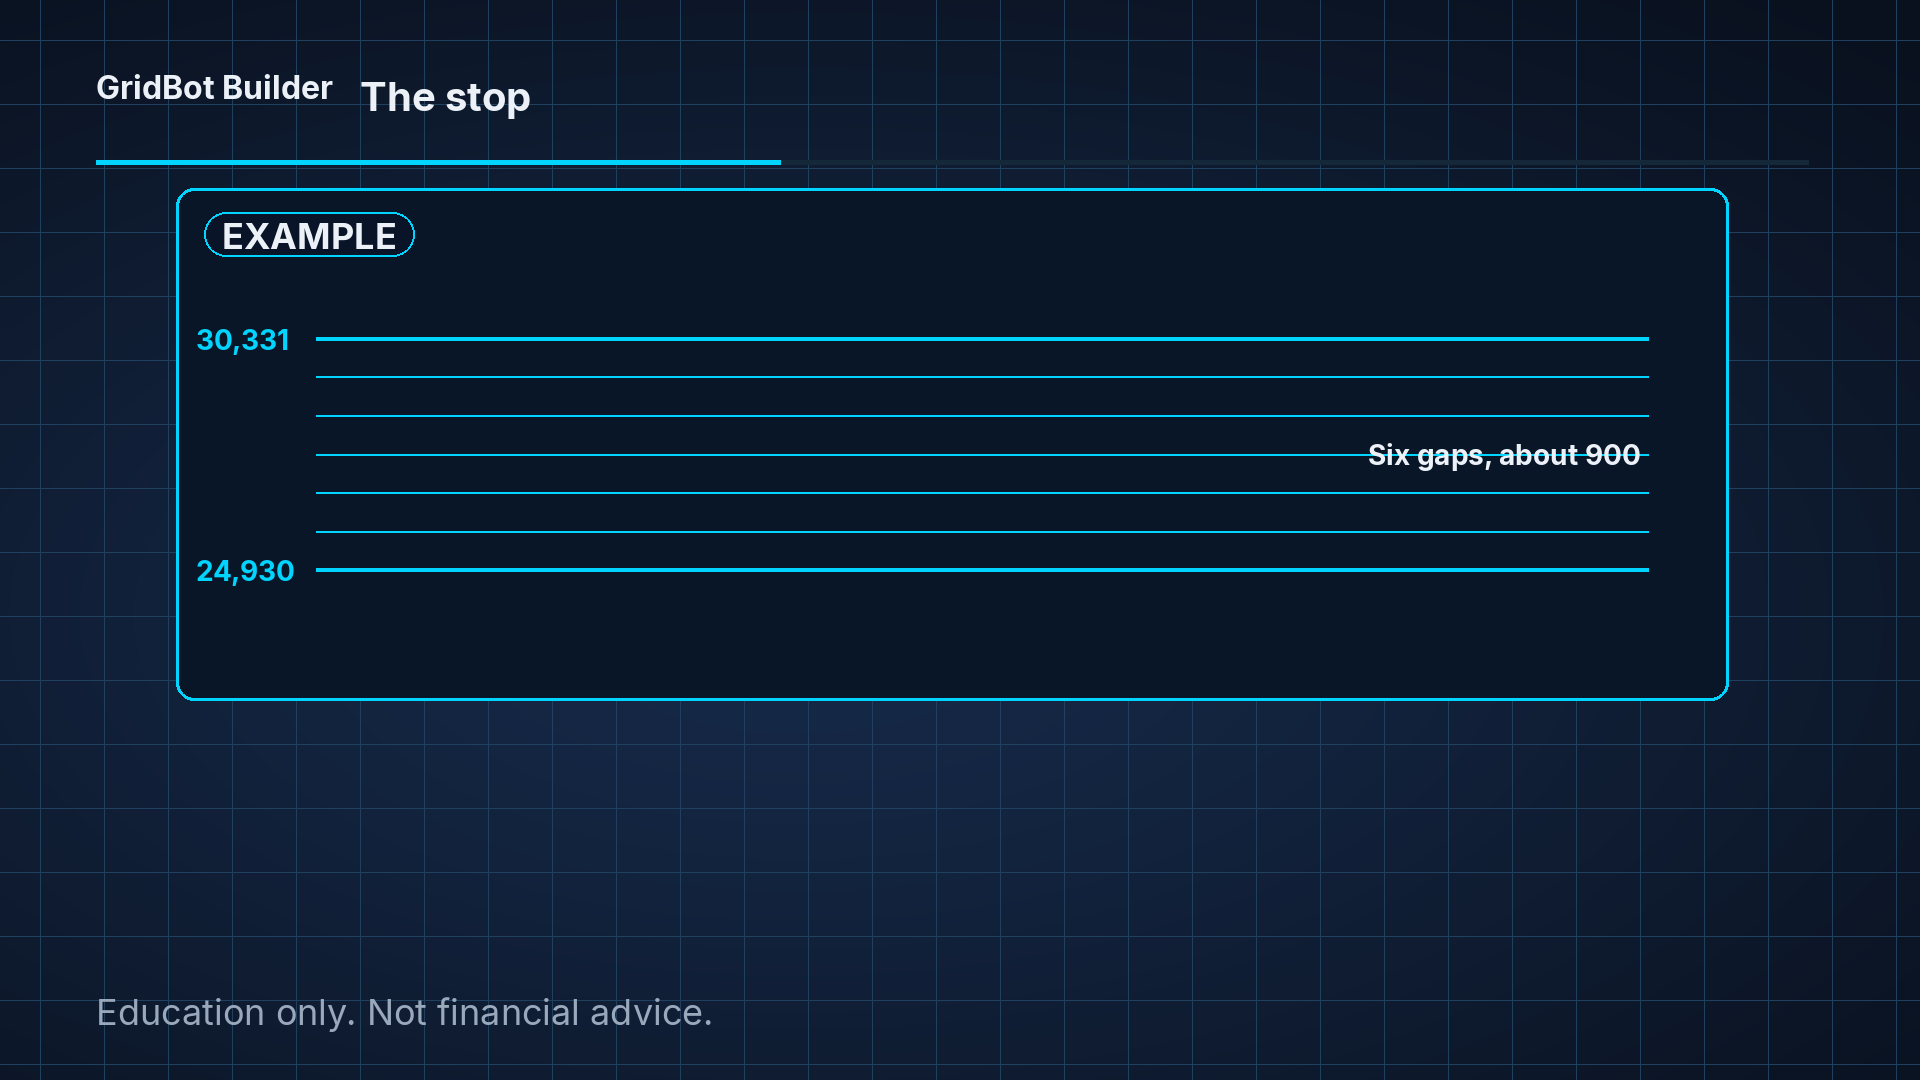 GridBot Builder
The stop
EXAMPLE
30,331
Six gaps, about 900
24,930
Education only. Not financial advice.